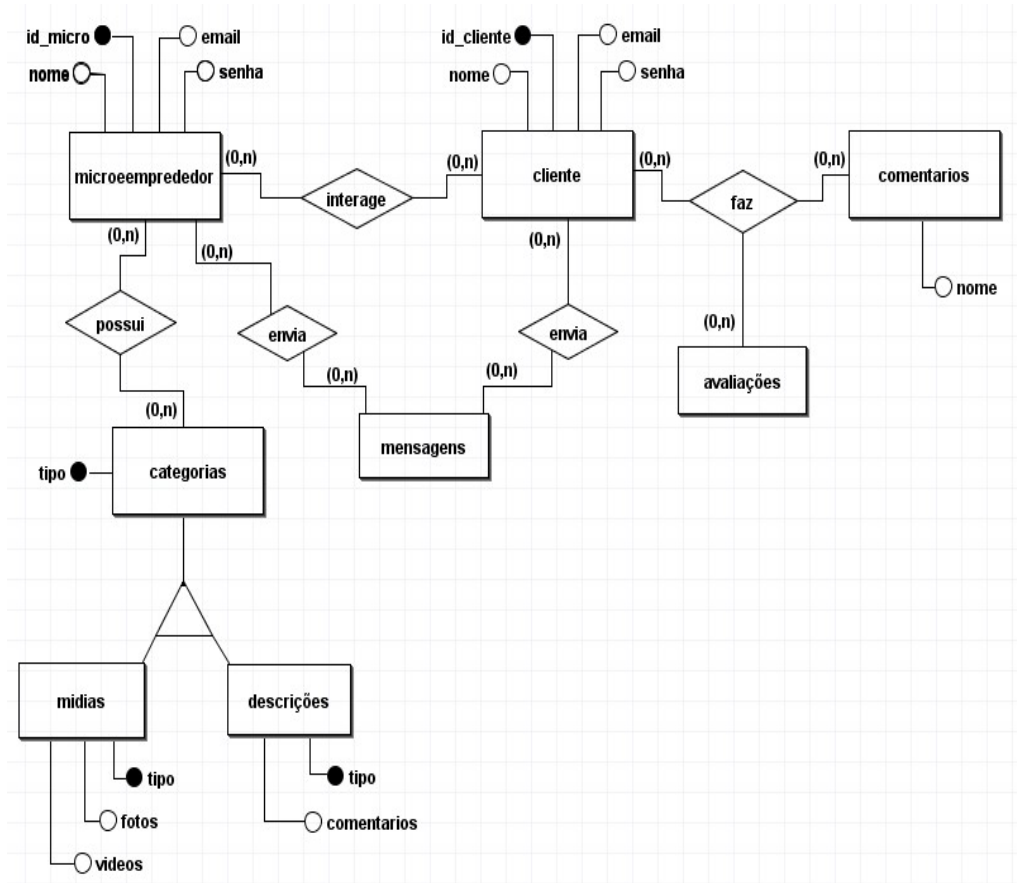 id_micro
email
nome
senha
id_cliente
email
nome
senha
microeemprededor
(0,n)
interage
(0,n)
cliente
(0,n)
faz
(0,n)
comentarios
nome
(0,n)
(0,n)
(0,n)
possui
envia
envia
(0,n)
avaliações
(0,n)
(0,n)
(0,n)
mensagens
tipo
categorias
midias
descrições
tipo
fotos
videos
tipo
comentarios